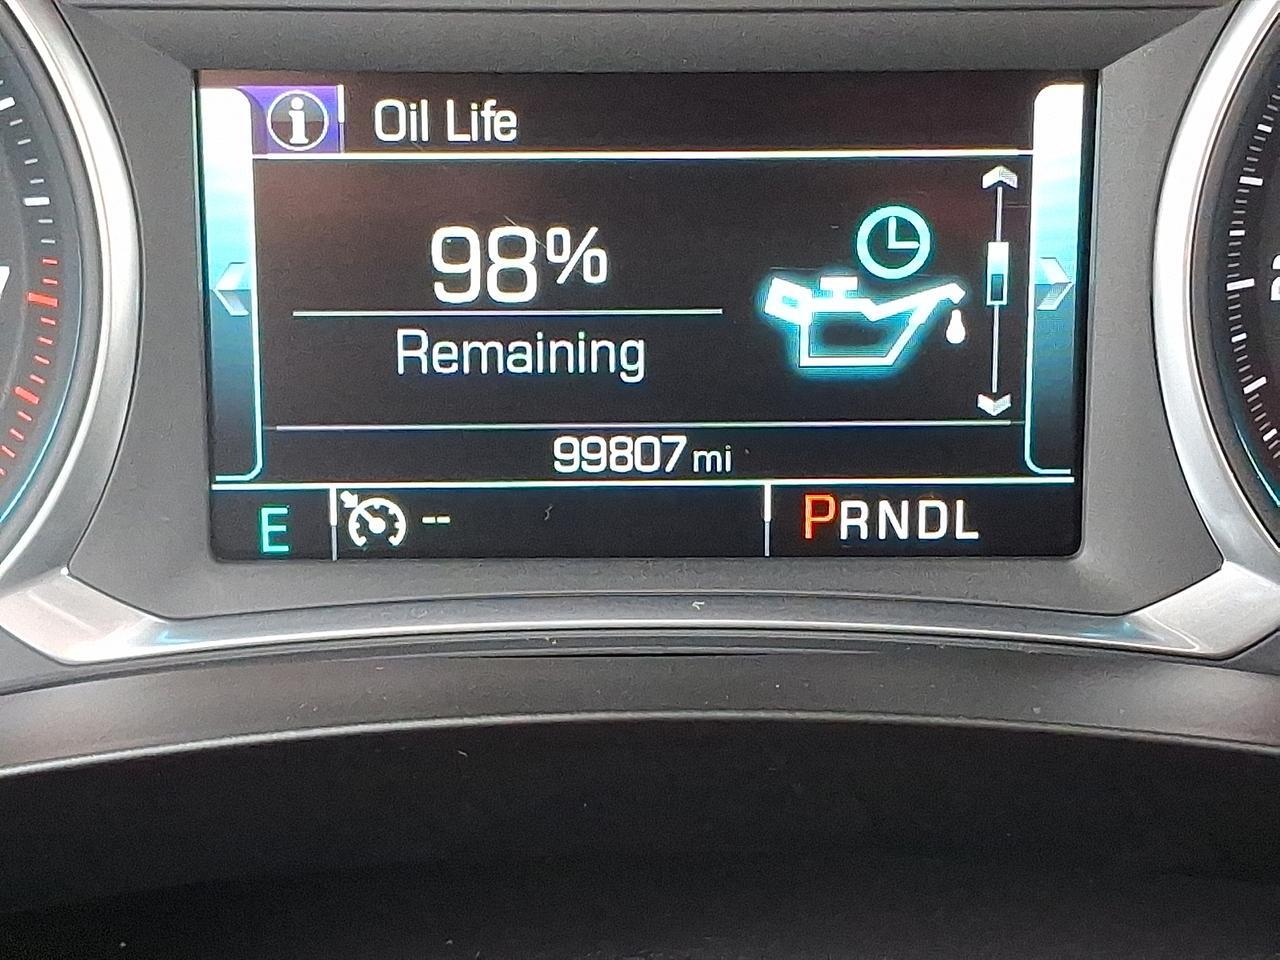 Oil Life
98%
Remaining
99807 mi
E -- PRNDL